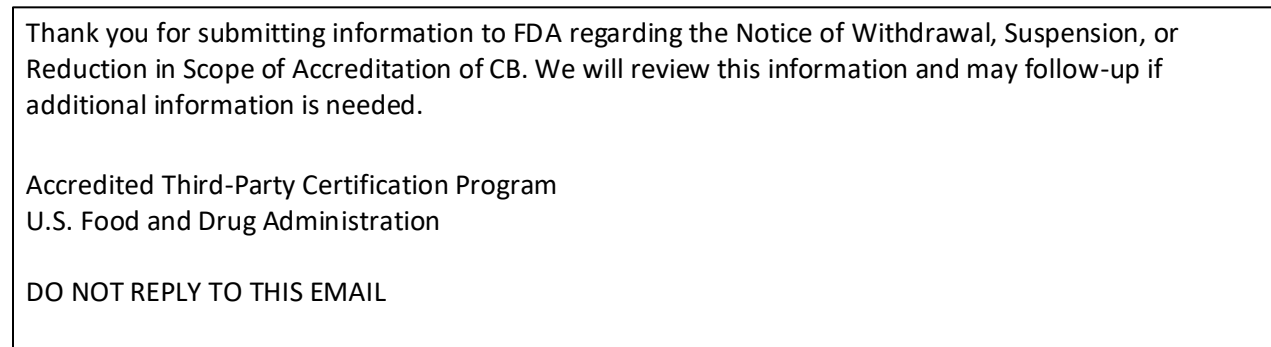 Thank you for submitting information to FDA regarding the Notice of Withdrawal, Suspension, or
Reduction in Scope of Accreditation of CB. We will review this information and may follow-up if
additional information is needed.
Accredited Third-Party Certification Program
U.S. Food and Drug Administration
DO NOT REPLY TO THIS EMAIL